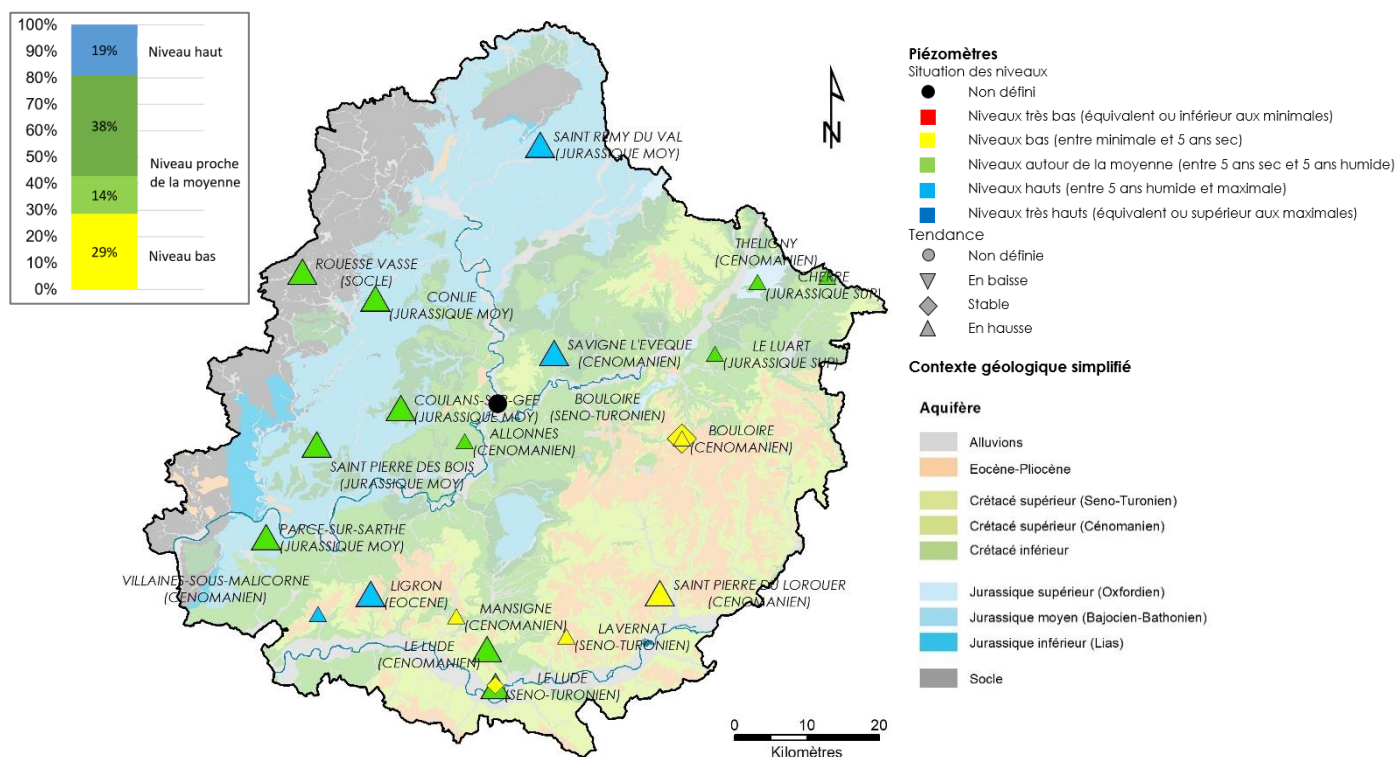 100%
90%
80%
70%
60%
50%
40%
30%
20%
10%
0%
19%
38%
14%
29%
Niveau haut
Niveau proche
de la moyenne
Niveau bas
SAINT REMY DU VAL
(JURASSIQUE MOY)
ROUESSE VASSE
(SOCLE)
CONLIE
(JURASSIQUE MOY)
THELIGNY
(CENOMANIEN)
CHERRE
(JURASSIQUE SUP)
SAVIGNE L'EVEQUE
(CENOMANIEN)
LE LUART
(JURASSIQUE SUP)
COULANS-SUR-GEE
(JURASSIQUE MOY)
BOULOIRE
(SENO-TURONIEN)
ALLONNES
(CENOMANIEN)
BOULOIRE
(CENOMANIEN)
SAINT PIERRE DES BOIS
(JURASSIQUE MOY)
PARCE-SUR-SARTHE
(JURASSIQUE MOY)
VILLAINES-SOUS-MALICORNE
(CENOMANIEN)
LIGRON
(EOCENE)
MANSIGNE
(CENOMANIEN)
SAINT PIERRE DU LOROUER
(CENOMANIEN)
LAVERNAT
(SENO-TURONIEN)
LE LUDE
(CENOMANIEN)
LE LUDE
(SENO-TURONIEN)
N
0 10 20
Kilomètres
Piézomètres
Situation des niveaux
Non défini
Niveaux très bas (équivalent ou inférieur aux minimales)
Niveaux bas (entre minimale et 5 ans sec)
Niveaux autour de la moyenne (entre 5 ans sec et 5 ans humide)
Niveaux hauts (entre 5 ans humide et maximale)
Niveaux très hauts (équivalent ou supérieur aux maximales)
Tendance
Non définie
En baisse
Stable
En hausse
Contexte géologique simplifié
Aquifère
Alluvions
Eocène-Pliocène
Crétacé supérieur (Seno-Turonien)
Crétacé supérieur (Cénomanien)
Crétacé inférieur
Jurassique supérieur (Oxfordien)
Jurassique moyen (Bajocien-Bathonien)
Jurassique inférieur (Lias)
Socle